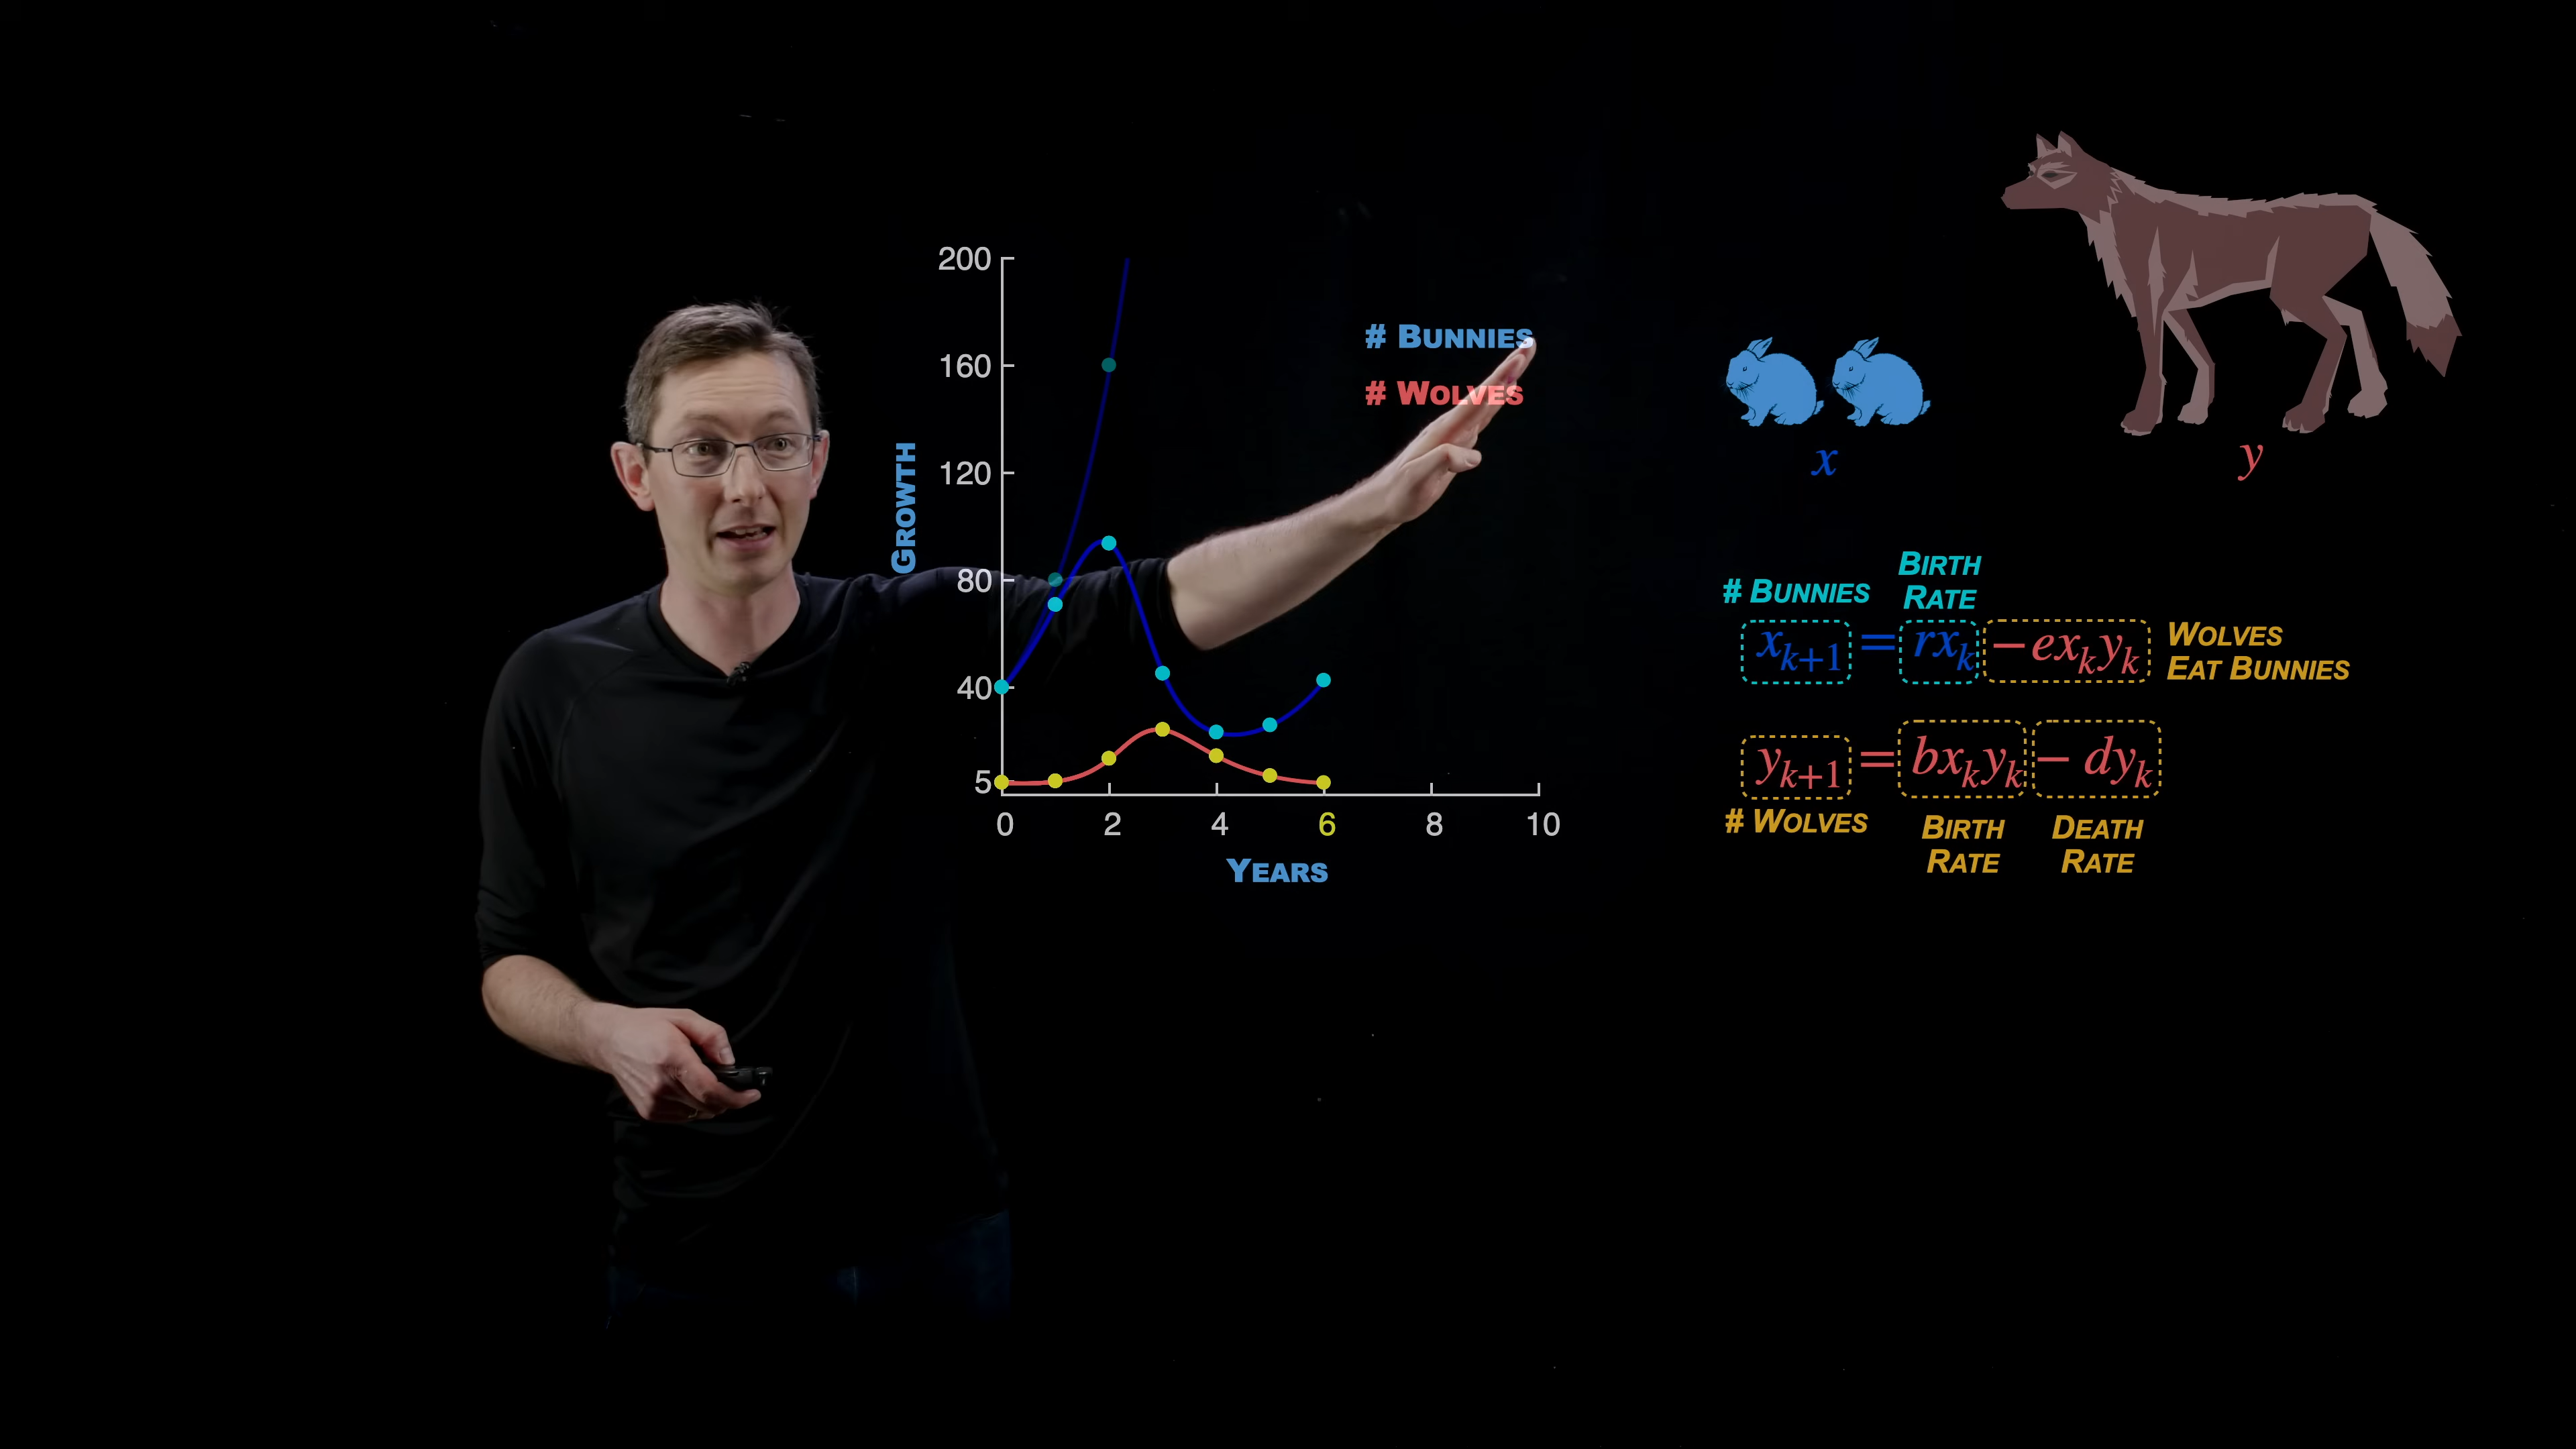 200
160
120
80
40
5
0 2 4 6 8 10
GROWTH
YEARS
# BUNNIES
# WOLVES
x
y
# BUNNIES
BIRTH
RATE
x_{k+1} = rx_k − ex_k y_k
WOLVES
EAT BUNNIES
y_{k+1} = bx_k y_k − dy_k
# WOLVES
BIRTH
RATE
DEATH
RATE